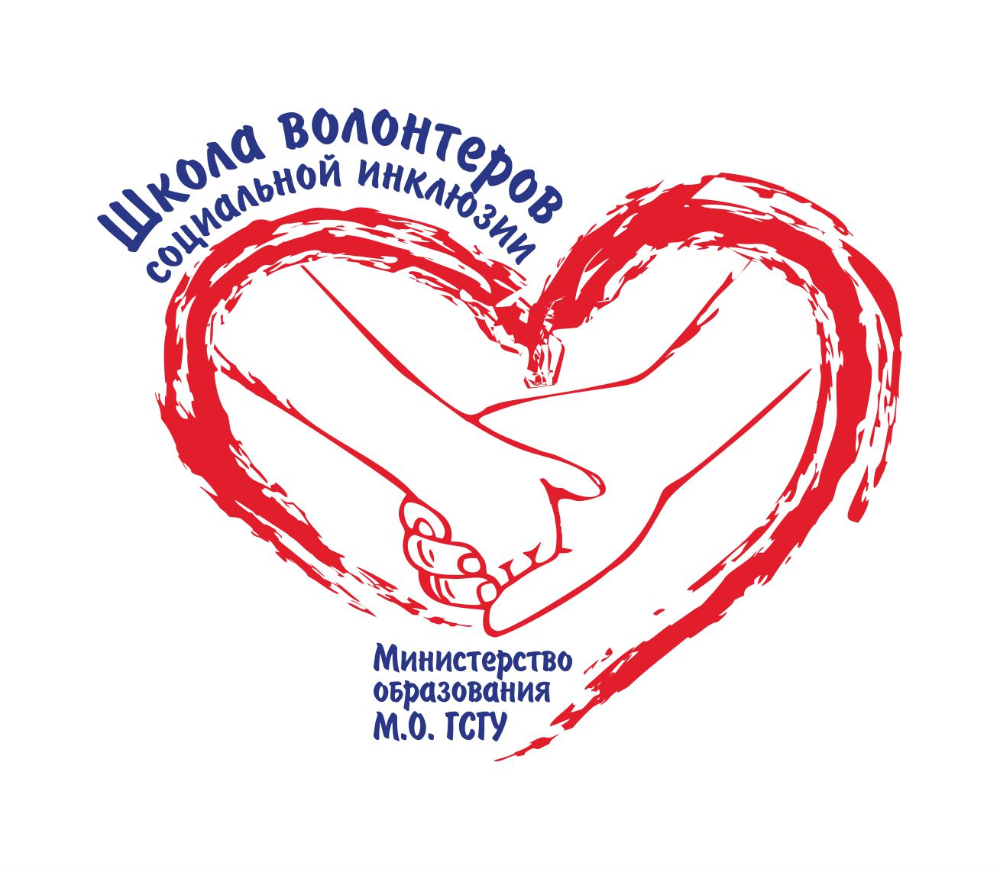 Школа волонтеров
социальной инклюзии
Министерство
образования
М.О. ГСГУ